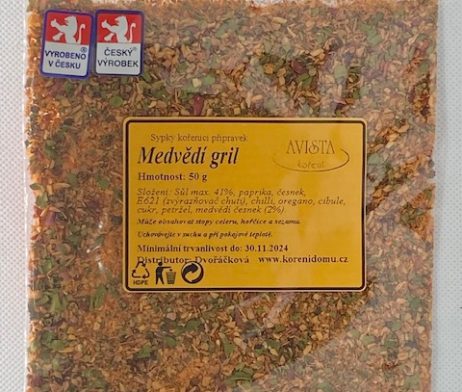 VYROBENO
V ČESKU
ČESKÝ
VÝROBEK
Sypký kořenicí přípravek
Medvědí gril
AVISTA
koření
Hmotnost: 50 g
Složení: Sůl max. 41%, paprika, česnek,
E621 (zvýrazňovač chuti), chilli, oregano, cibule,
cukr, petržel, medvědí česnek (2%).
Může obsahovat stopy celeru, hořčice a sezamu.
Uchovávejte v suchu a při pokojové teplotě.
Minimální trvanlivost do: 30.11.2024
Distributor: Dvořáčková www.korenidomu.cz
HDPE